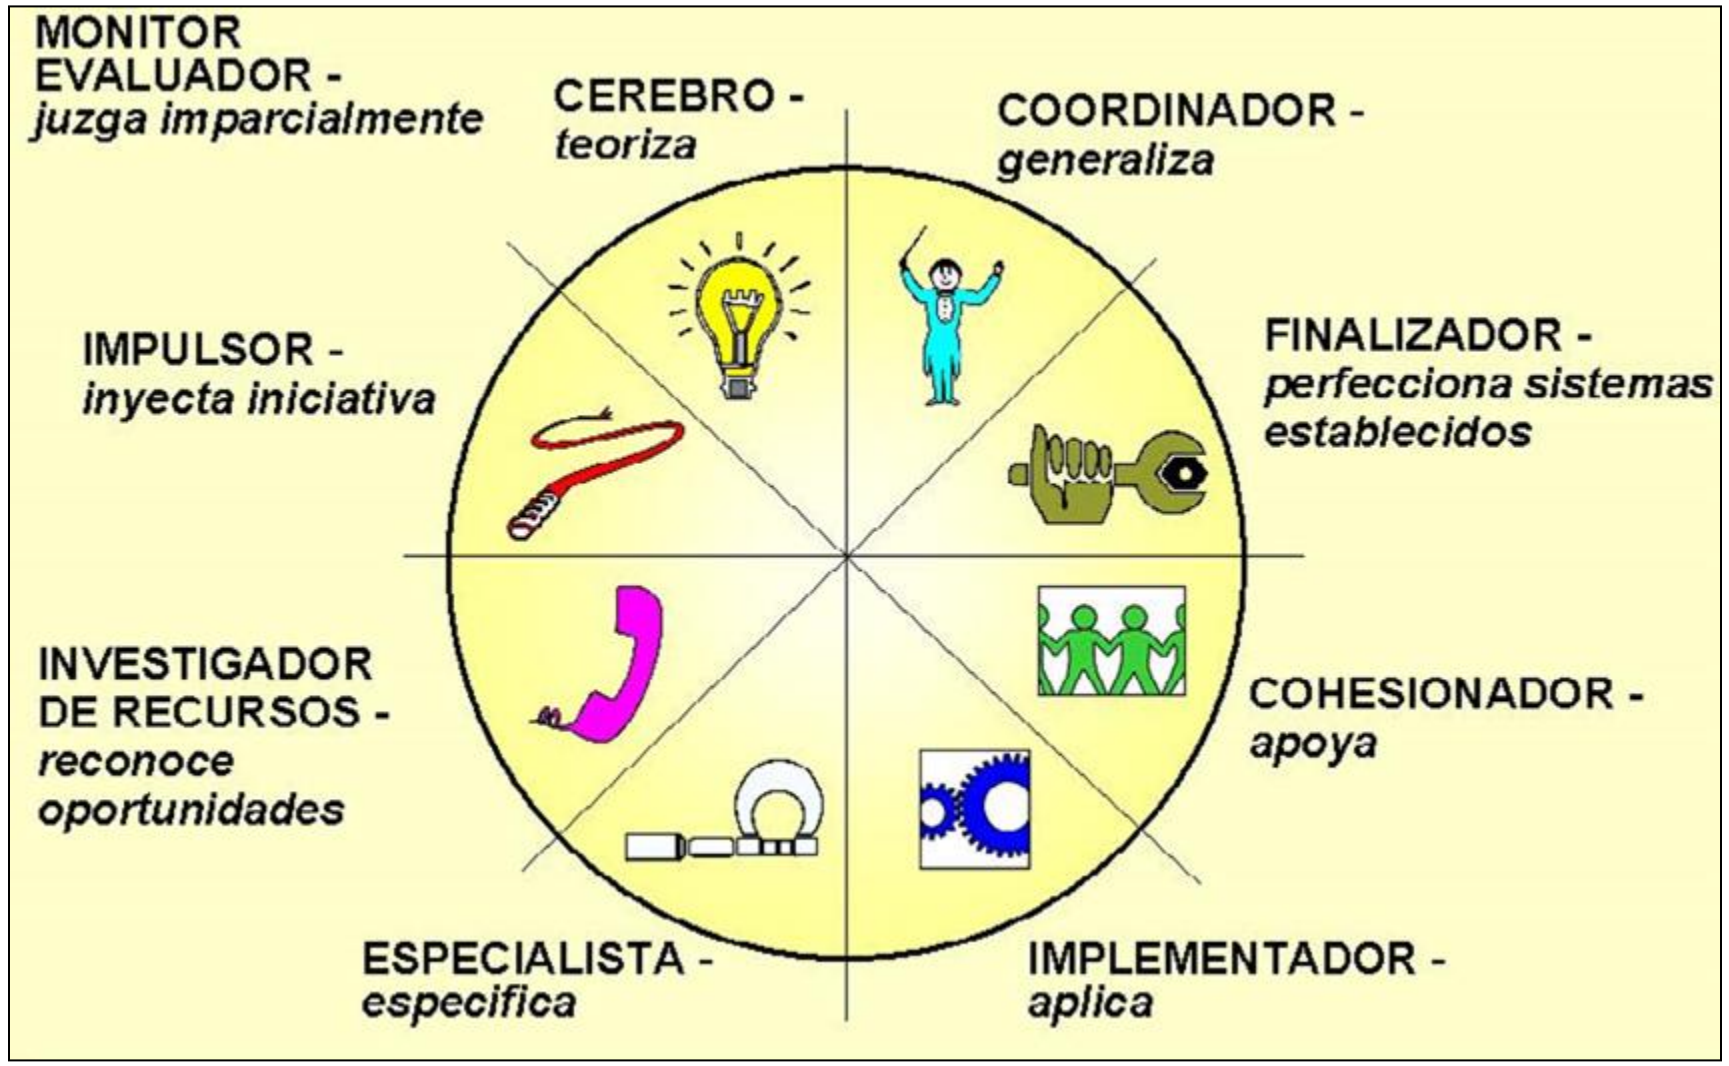 MONITOR
EVALUADOR -
juzga imparcialmente
CEREBRO -
teoriza
COORDINADOR -
generaliza
IMPULSOR -
inyecta iniciativa
FINALIZADOR -
perfecciona sistemas
establecidos
INVESTIGADOR
DE RECURSOS -
reconoce
oportunidades
COHESIONADOR -
apoya
ESPECIALISTA -
especifica
IMPLEMENTADOR -
aplica